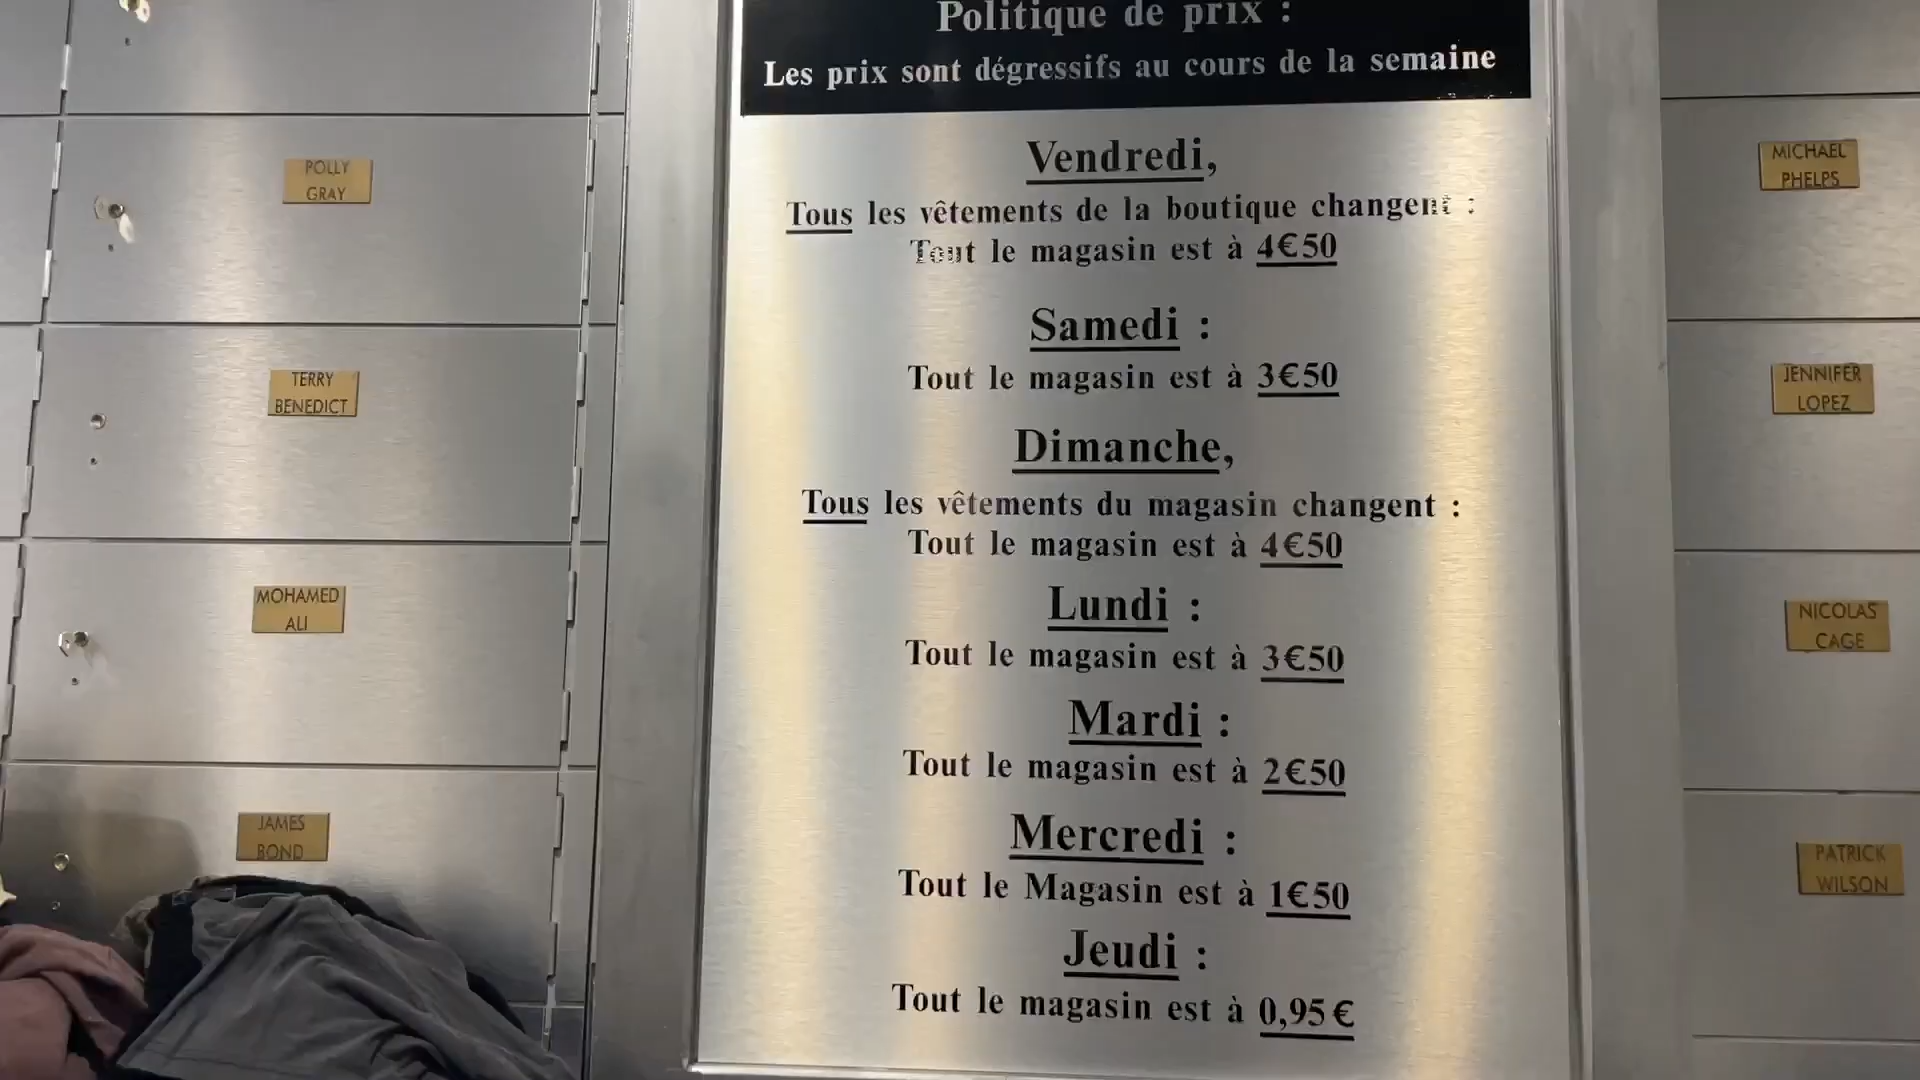 Politique de prix :
Les prix sont dégressifs au cours de la semaine
Vendredi,
Tous les vêtements de la boutique changent :
Tout le magasin est à 4€50
Samedi :
Tout le magasin est à 3€50
Dimanche,
Tous les vêtements du magasin changent :
Tout le magasin est à 4€50
Lundi :
Tout le magasin est à 3€50
Mardi :
Tout le magasin est à 2€50
Mercredi :
Tout le Magasin est à 1€50
Jeudi :
Tout le magasin est à 0,95€
POLLY
GRAY
TERRY
BENEDICT
MOHAMED
ALI
JAMES
BOND
MICHAEL
PHELPS
JENNIFER
LOPEZ
NICOLAS
CAGE
PATRICK
WILSON